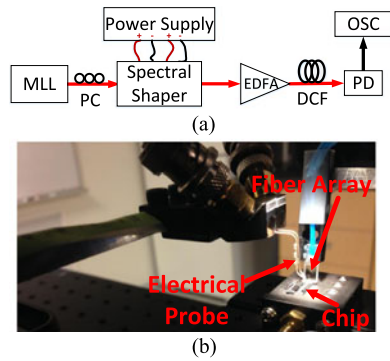 Power Supply
+ - + -
OSC
MLL
PC
Spectral
Shaper
EDFA
DCF
PD
(a)
Fiber Array
Electrical
Probe
Chip
(b)